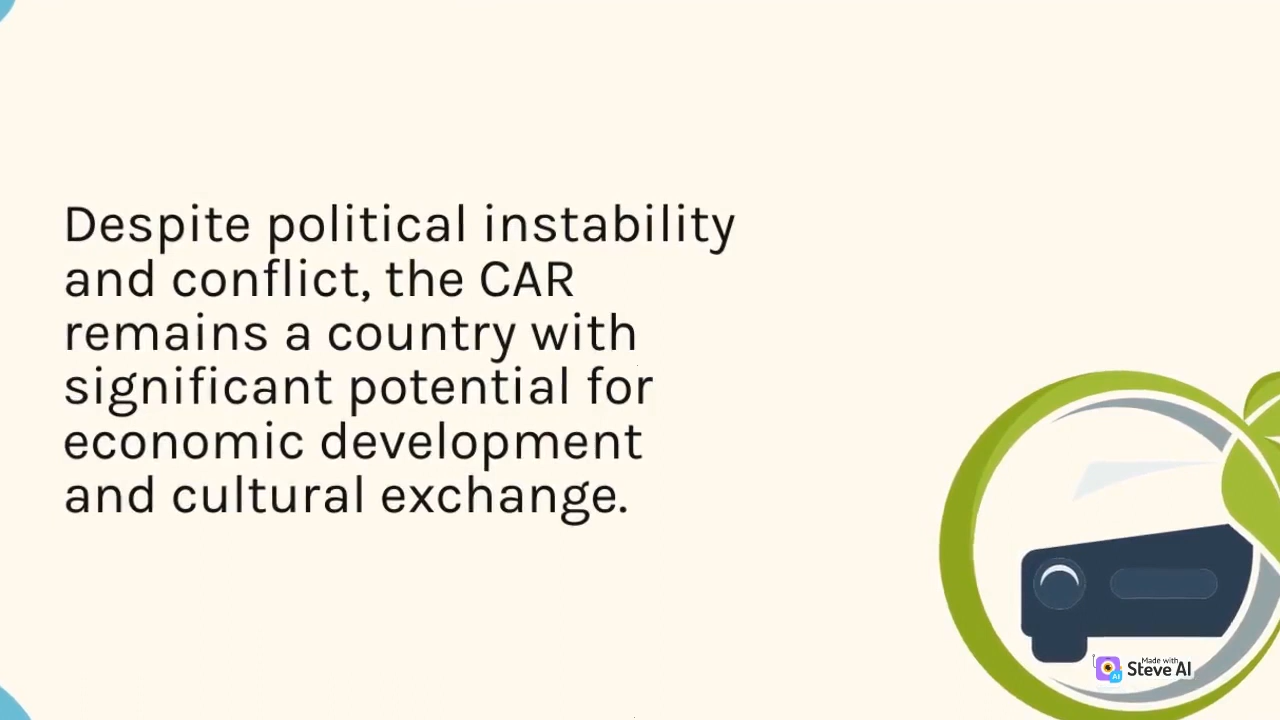 Despite political instability
and conflict, the CAR
remains a country with
significant potential for
economic development
and cultural exchange.
Made with
Steve AI
AI